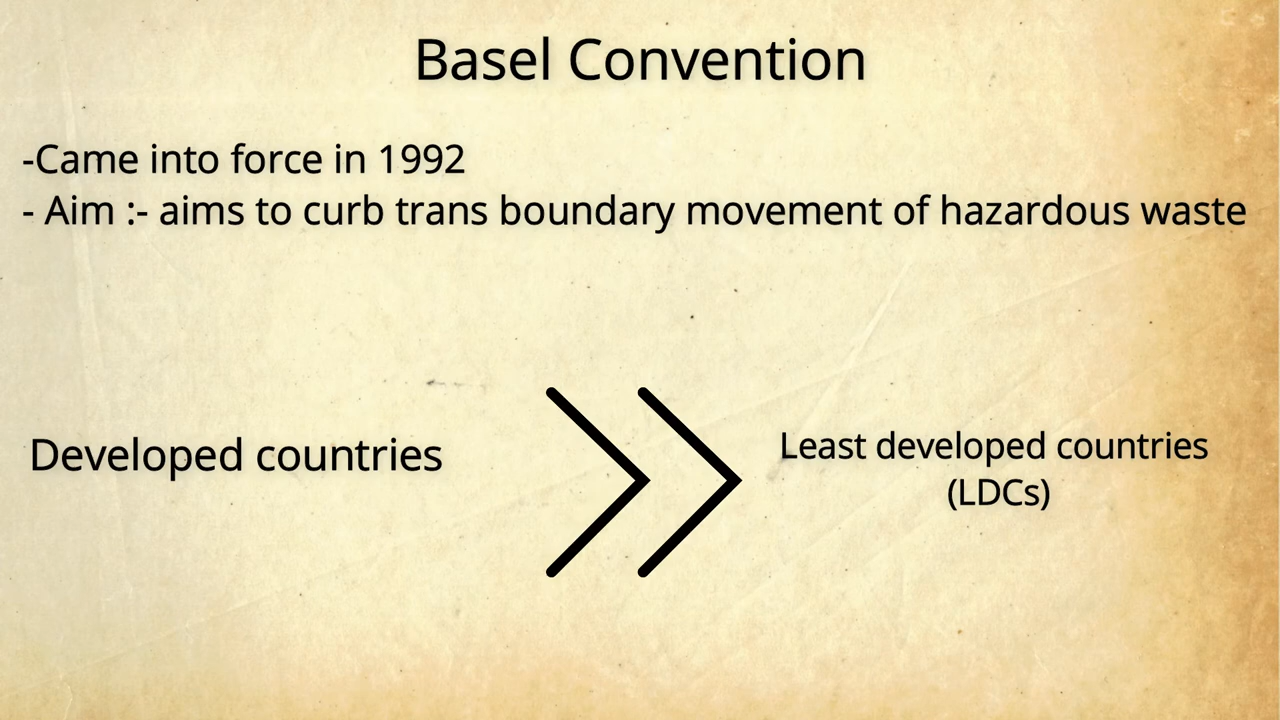 Basel Convention
-Came into force in 1992
- Aim :- aims to curb trans boundary movement of hazardous waste
Developed countries
Least developed countries
(LDCs)